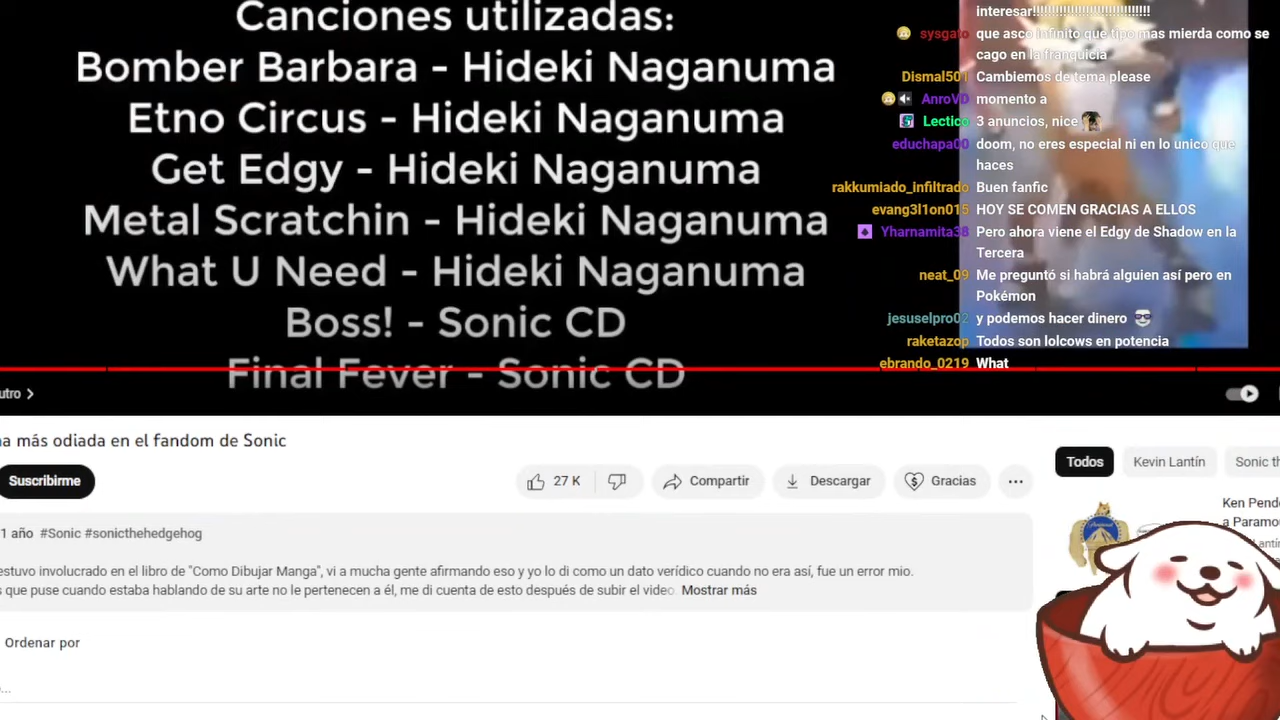 Canciones utilizadas:
Bomber Barbara - Hideki Naganuma
Etno Circus - Hideki Naganuma
Get Edgy - Hideki Naganuma
Metal Scratchin - Hideki Naganuma
What U Need - Hideki Naganuma
Boss! - Sonic CD
Final Fever - Sonic CD
interesar!!!!!!!!!!!!!!!!!!!!!!!!!!!!!
sysgato que asco Infinito que tipo mas mierda como se
cago en la franquicia
Dismal501 Cambiemos de tema please
AnroVD momento a
Lectico 3 anuncios, nice
educhapa00 doom, no eres especial ni en lo unico que
haces
rakkumiado_infiltrado Buen fanfic
evang3l1on015 HOY SE COMEN GRACIAS A ELLOS
Yharnamita38 Pero ahora viene el Edgy de Shadow en la
Tercera
neat_09 Me preguntó si habrá alguien así pero en
Pokémon
jesuselpro02 y podemos hacer dinero
raketazop Todos son lolcows en potencia
ebrando_0219 What
utro
a más odiada en el fandom de Sonic
Suscribirme
27 K
Compartir
Descargar
Gracias
Todos
Kevin Lantín
Sonic th
1 año #Sonic #sonicthehedgehog
estuvo involucrado en el libro de "Como Dibujar Manga", vi a mucha gente afirmando eso y yo lo di como un dato verídico cuando no era así, fue un error mio.
s que puse cuando estaba hablando de su arte no le pertenecen a él, me di cuenta de esto después de subir el video. Mostrar más
Ordenar por
Ken Pend
a Paramo